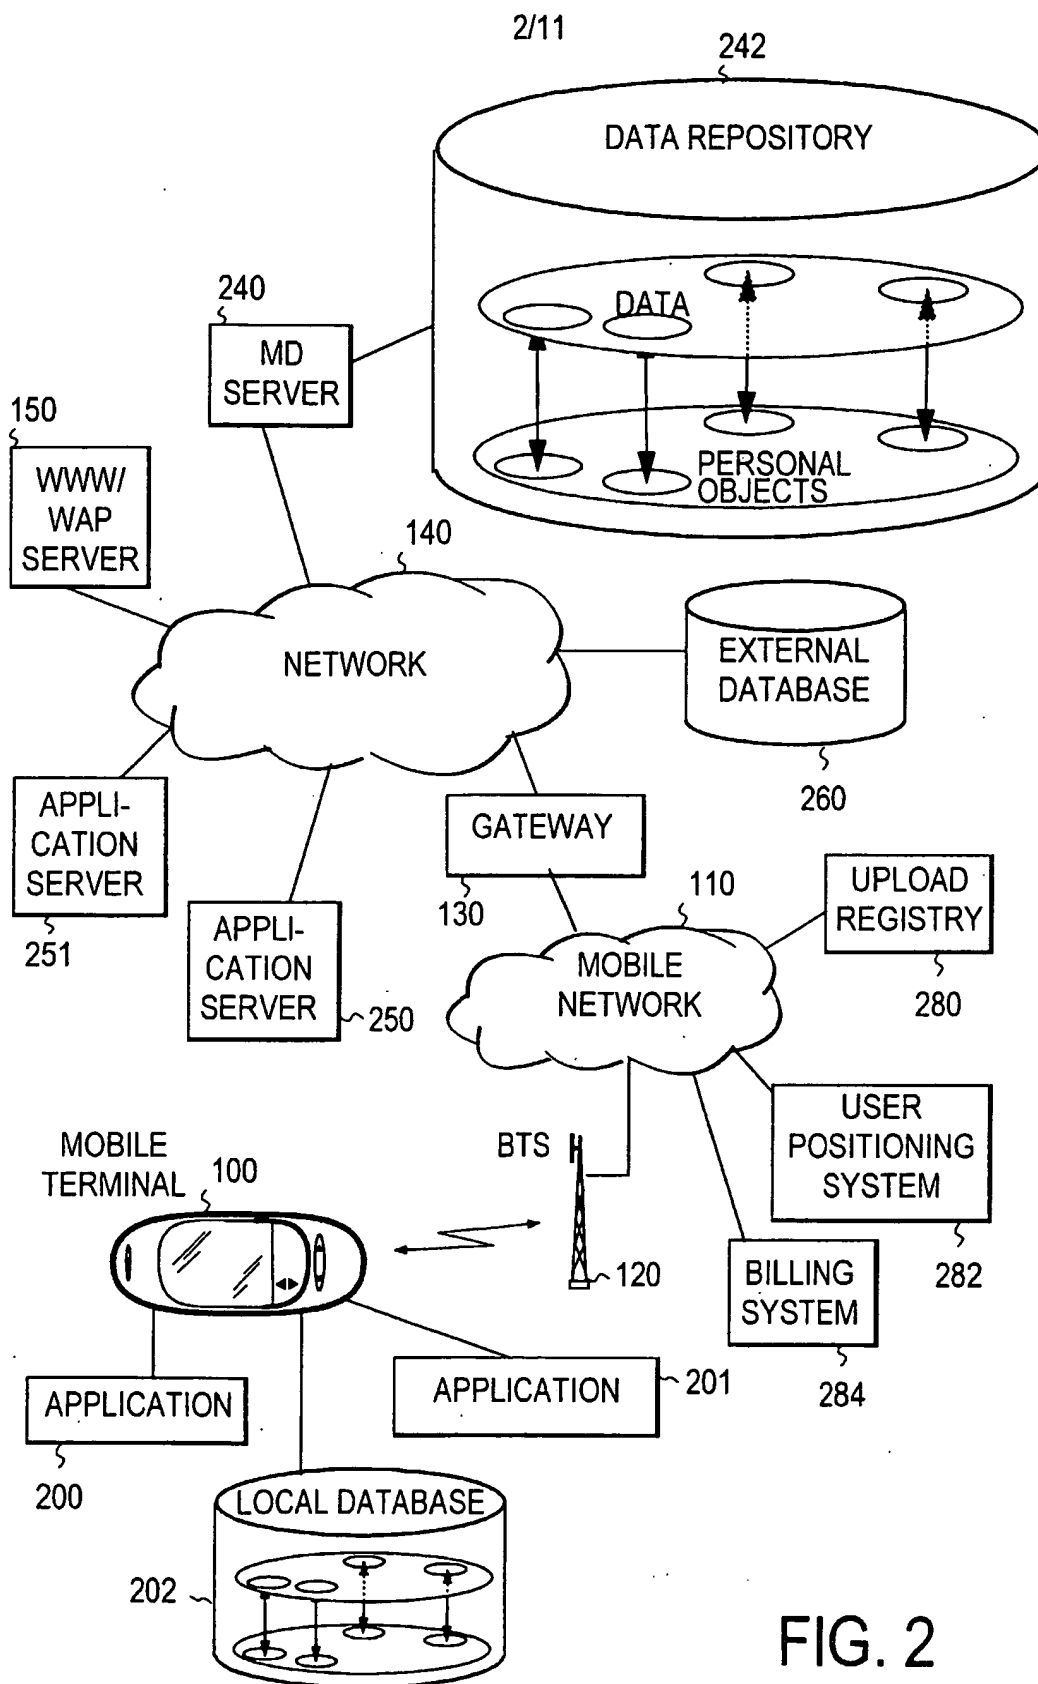 2/11
242
DATA REPOSITORY
DATA
PERSONAL
OBJECTS
240
MD
SERVER
150
WWW/
WAP
SERVER
140
NETWORK
EXTERNAL
DATABASE
260
APPLI-
CATION
SERVER
251
APPLI-
CATION
SERVER
250
GATEWAY
130
110
MOBILE
NETWORK
UPLOAD
REGISTRY
280
USER
POSITIONING
SYSTEM
282
BILLING
SYSTEM
284
BTS
120
MOBILE
TERMINAL
100
APPLICATION
200
APPLICATION
201
LOCAL DATABASE
202
FIG. 2